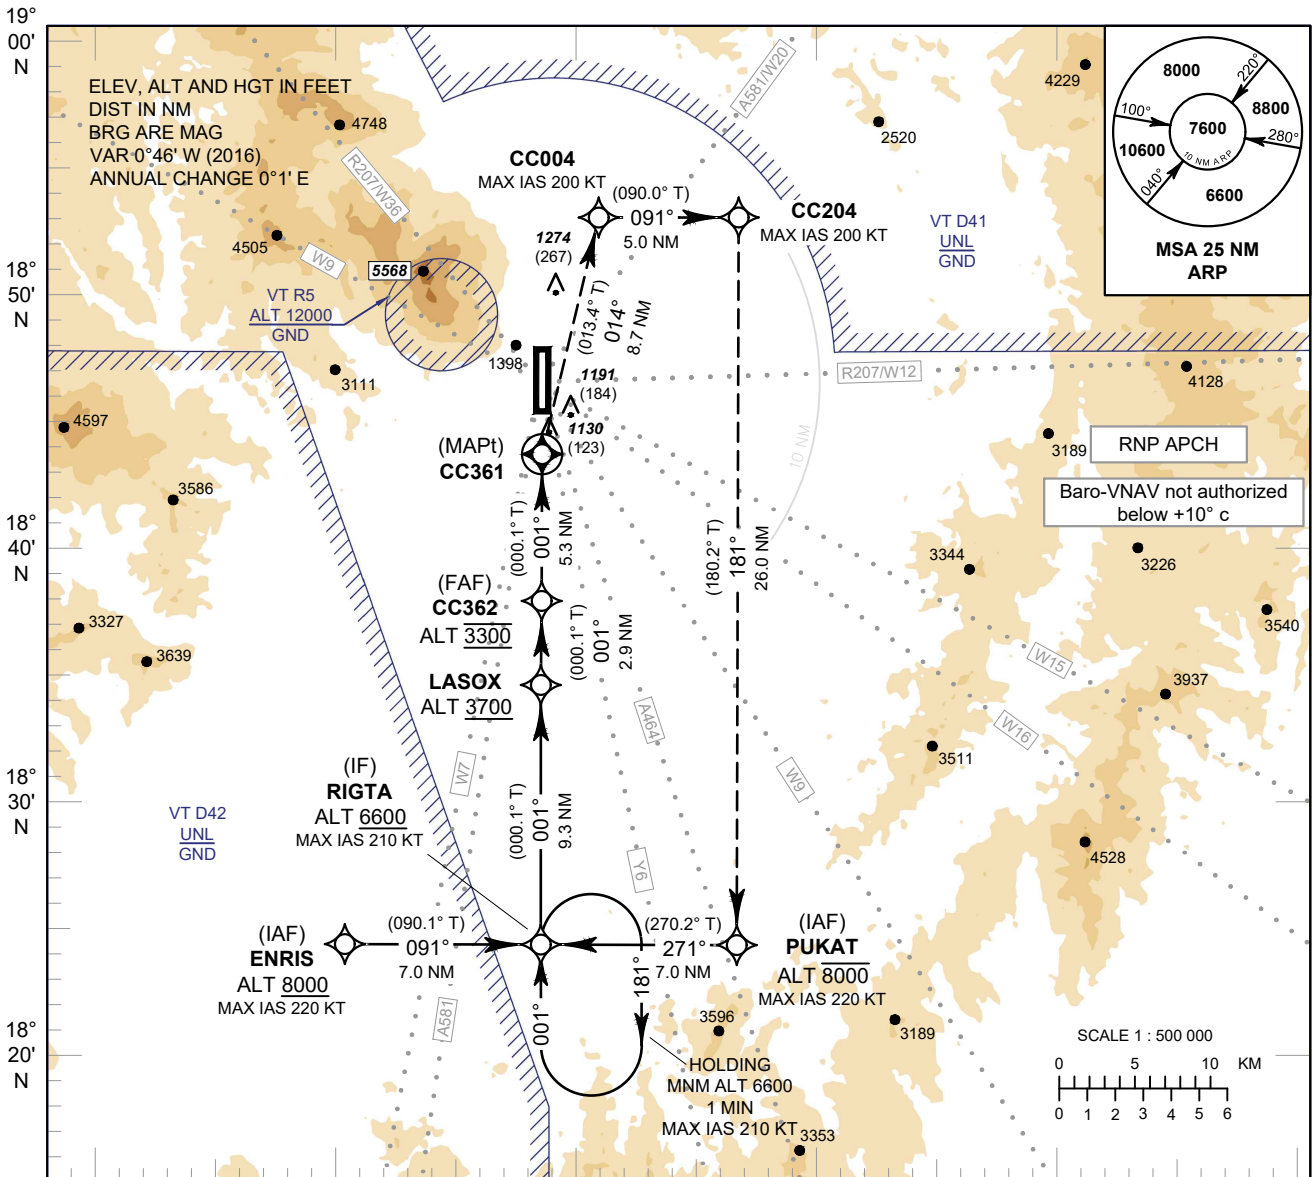 19°
00'
N
ELEV, ALT AND HGT IN FEET
DIST IN NM
BRG ARE MAG
VAR 0°46' W (2016)
ANNUAL CHANGE 0°1' E
4748
R207/W36
4505
W9
5568
VT R5
ALT 12000
GND
3111
1398
CC004
MAX IAS 200 KT
(090.0° T)
091°
5.0 NM
CC204
MAX IAS 200 KT
A581/W20
2520
4229
8000
220°
100°
8800
7600
10 NM ARP
280°
10600
040°
6600
MSA 25 NM
ARP
VT D41
UNL
GND
1274
(267)
(013.4° T)
014°
8.7 NM
1191
(184)
1130
(123)
R207/W12
4128
10 NM
3189
RNP APCH
Baro-VNAV not authorized
below +10° c
18°
50'
N
4597
3586
(MAPt)
CC361
(000.1° T)
001°
5.3 NM
18°
40'
N
(180.2° T)
181°
26.0 NM
3344
3226
3540
3327
3639
(FAF)
CC362
ALT 3300
(000.1° T)
001°
2.9 NM
LASOX
ALT 3700
A464
W15
3937
W16
3511
W7
W9
18°
30'
N
(IF)
RIGTA
ALT 6600
MAX IAS 210 KT
(000.1° T)
001°
9.3 NM
VT D42
UNL
GND
Y6
4528
(IAF)
ENRIS
ALT 8000
MAX IAS 220 KT
(090.1° T)
091°
7.0 NM
(270.2° T)
271°
7.0 NM
(IAF)
PUKAT
ALT 8000
MAX IAS 220 KT
181°
001°
A581
3596
3189
HOLDING
MNM ALT 6600
1 MIN
MAX IAS 210 KT
3353
18°
20'
N
SCALE 1 : 500 000
0 5 10 KM
0 1 2 3 4 5 6